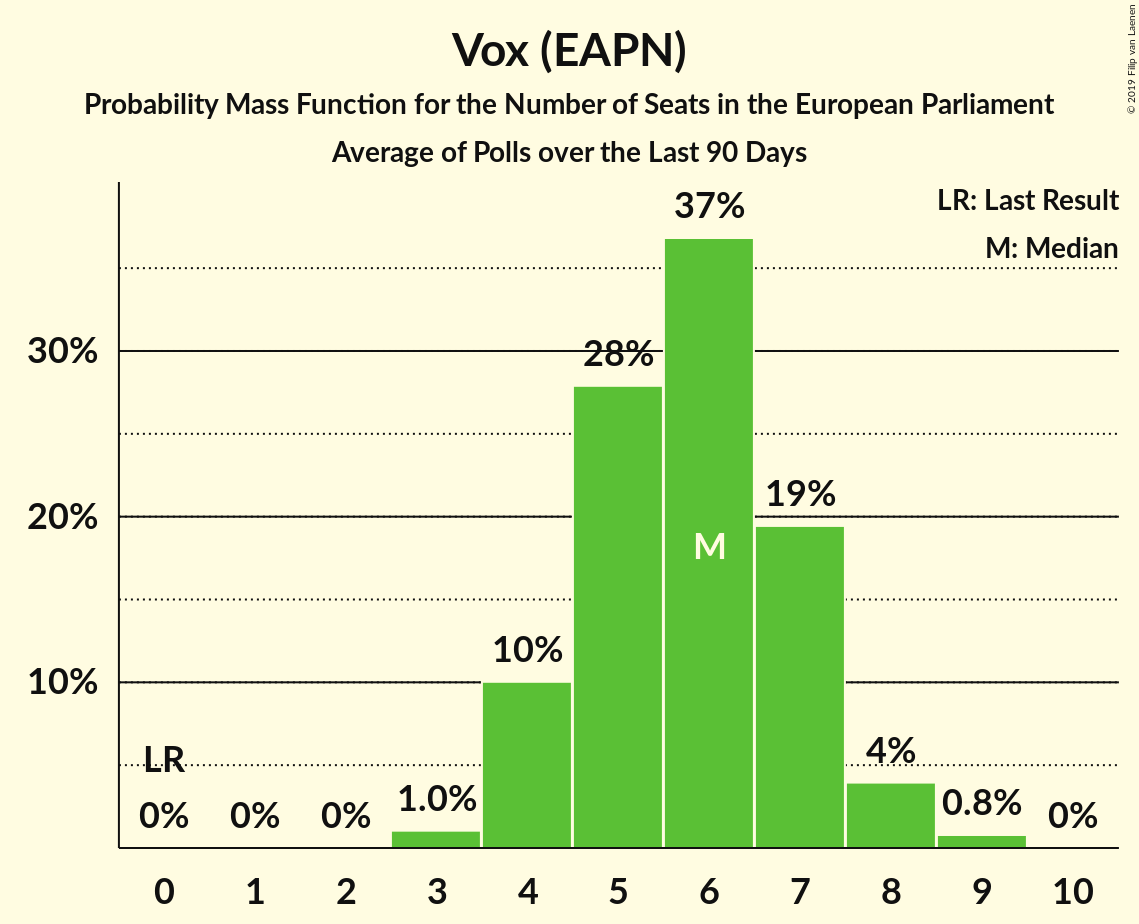 Vox (EAPN)
Probability Mass Function for the Number of Seats in the European Parliament
Average of Polls over the Last 90 Days
© 2019 Filip van Laenen
LR: Last Result
M: Median
37%
30%
28%
20%
19%
M
10%
10%
LR
4%
0%
0%
0%
1.0%
0.8%
0%
0 1 2 3 4 5 6 7 8 9 10